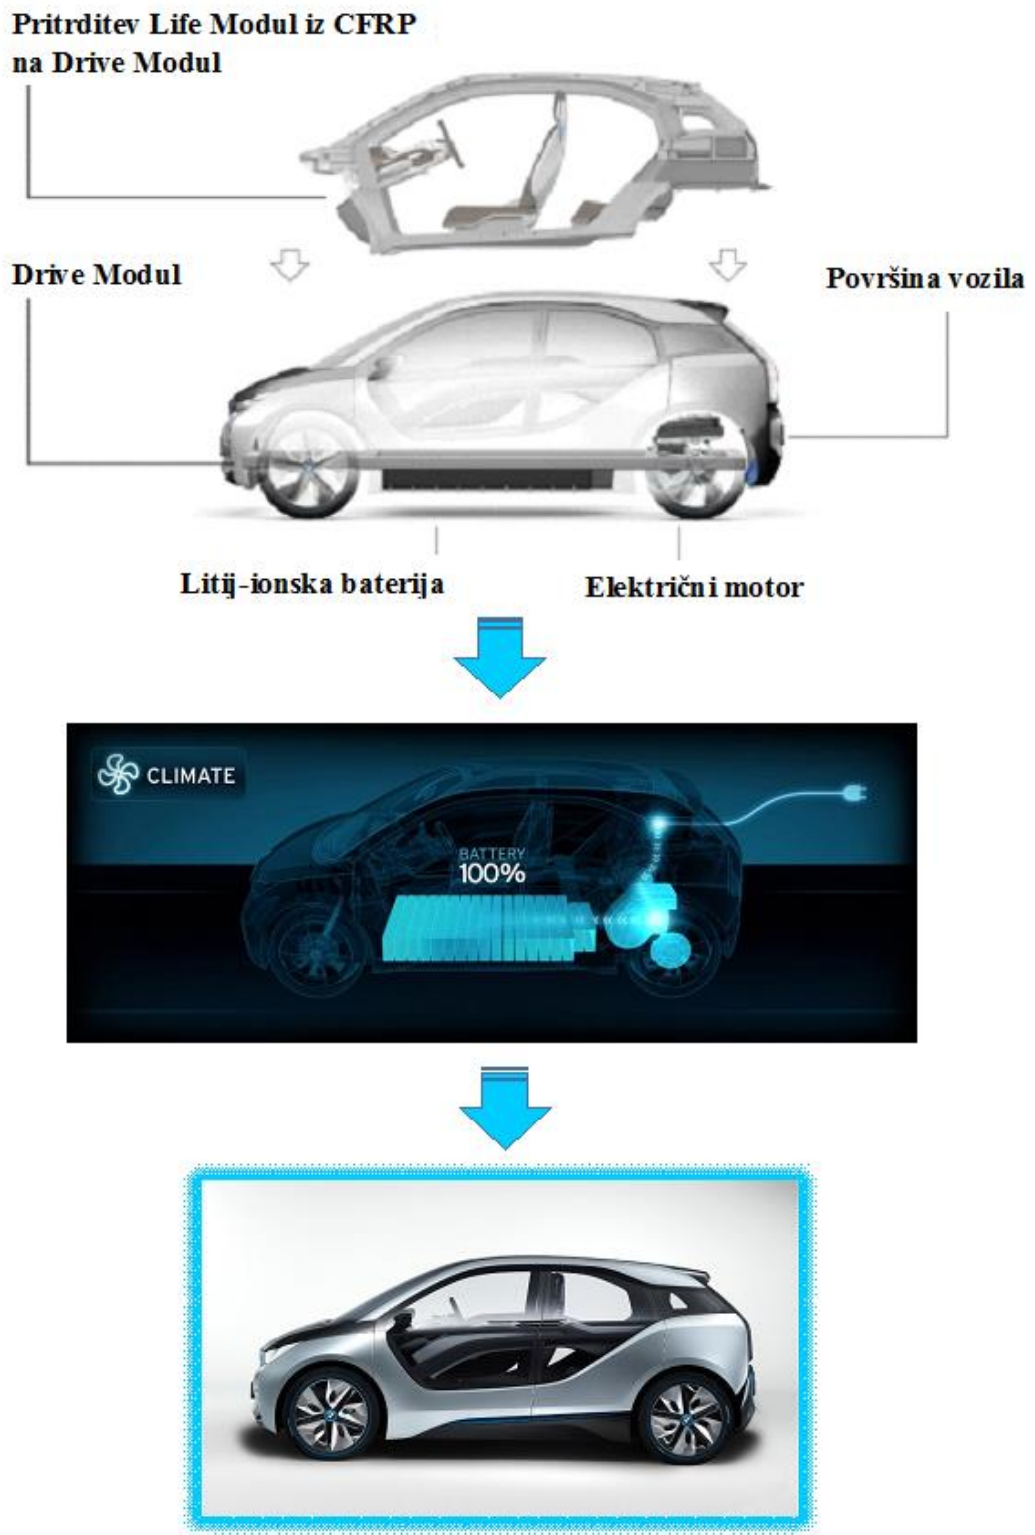 Pritrditev Life Modul iz CFRP
na Drive Modul
Drive Modul
Površina vozila
Litij-ionska baterija
Električni motor
CLIMATE
BATTERY
100%